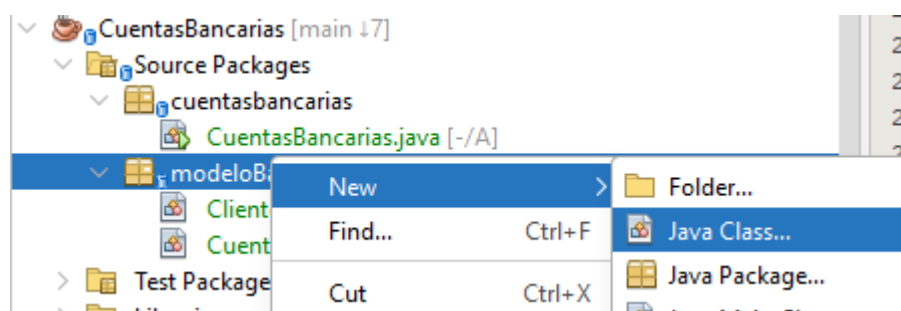 CuentasBancarias [main ↓7]
Source Packages
cuentasbancarias
CuentasBancarias.java [-/A]
modeloBa
Client
Cuent
Test Package
New
Find... Ctrl+F
Cut Ctrl+X
Folder...
Java Class...
Java Package...